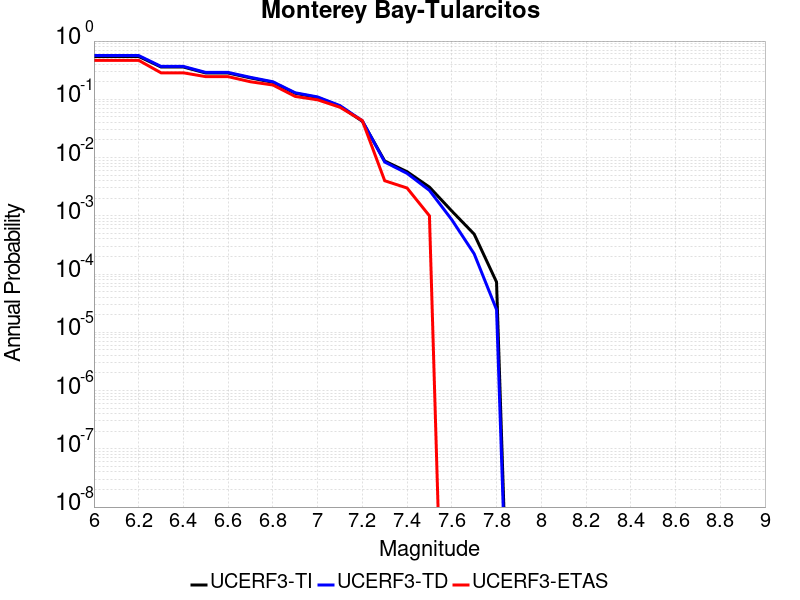 Monterey Bay-Tularcitos
10^0
10^-1
10^-2
10^-3
10^-4
10^-5
10^-6
10^-7
10^-8
Annual Probability
6 6.2 6.4 6.6 6.8 7 7.2 7.4 7.6 7.8 8 8.2 8.4 8.6 8.8 9
Magnitude
UCERF3-TI UCERF3-TD UCERF3-ETAS